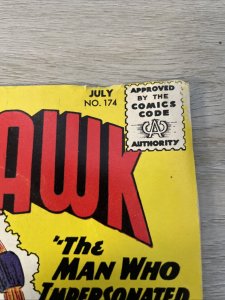 JULY
NO. 174
APPROVED
BY THE
COMICS
CODE
CA
AUTHORITY
AWK
"THE
MAN WHO
IMPERSONATED